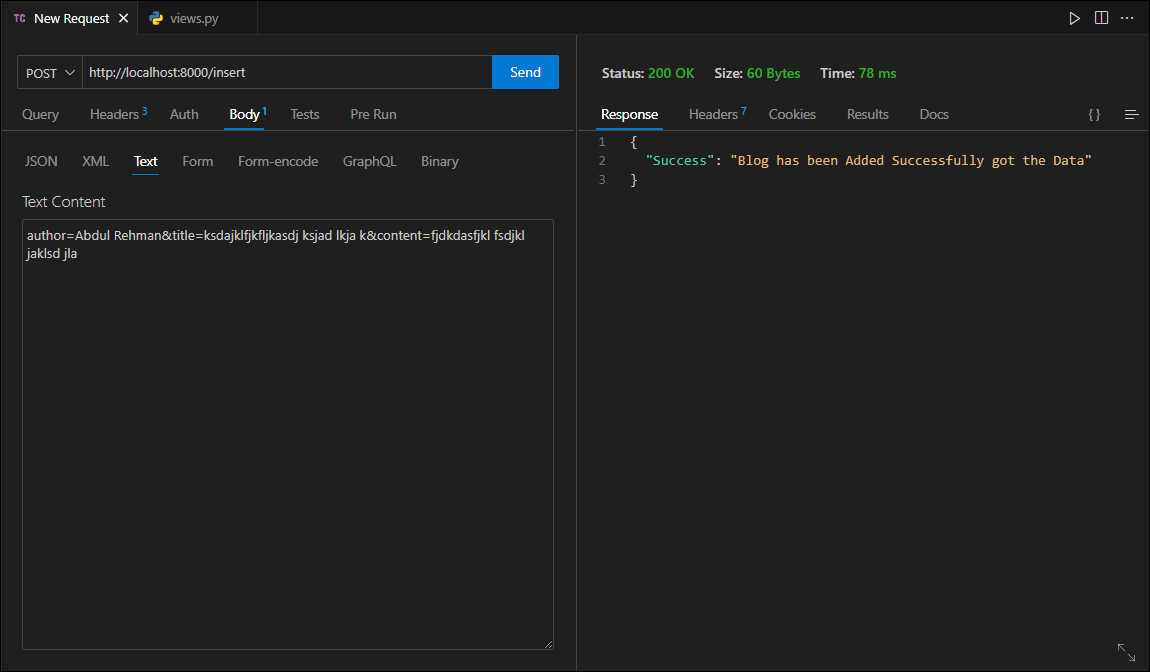 TC New Request
views.py
POST http://localhost:8000/insert Send
Query Headers 3 Auth Body 1 Tests Pre Run
JSON XML Text Form Form-encode GraphQL Binary
Text Content
author=Abdul Rehman&title=ksdajklfjkfljkasdj ksjad lkja k&content=fjdkdasfjkl fsdjkl
jaklsd jla
Status: 200 OK Size: 60 Bytes Time: 78 ms
Response Headers 7 Cookies Results Docs { }
1 {
2 "Success": "Blog has been Added Successfully got the Data"
3 }